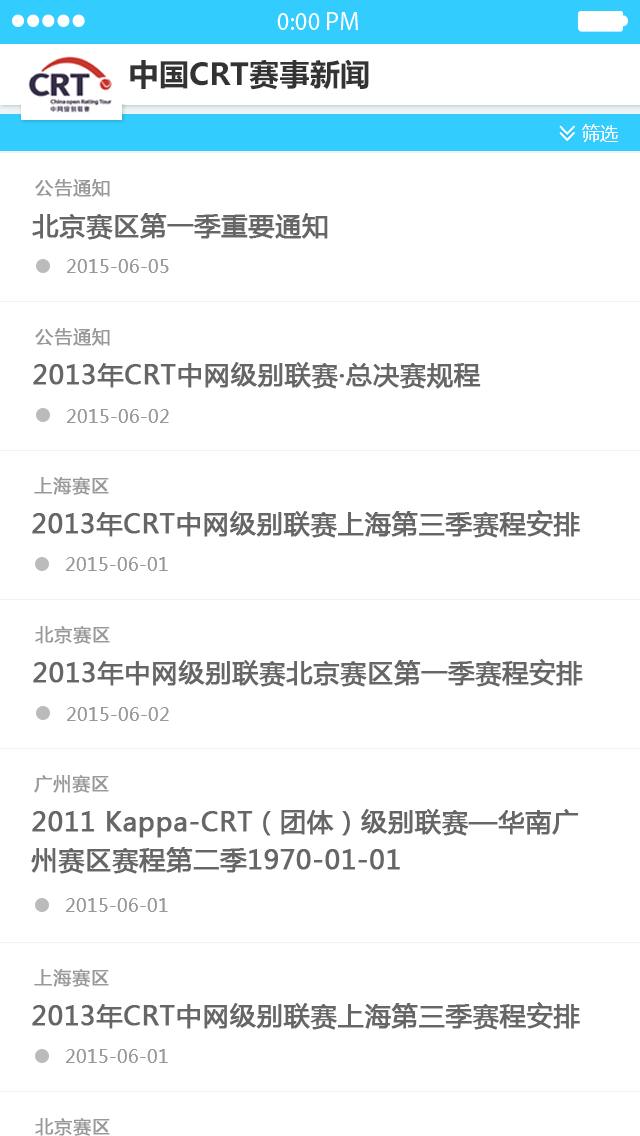 0:00 PM
CRT
China open Rating Tour
中网级别联赛
中国CRT赛事新闻
筛选
公告通知
北京赛区第一季重要通知
2015-06-05
公告通知
2013年CRT中网级别联赛·总决赛规程
2015-06-02
上海赛区
2013年CRT中网级别联赛上海第三季赛程安排
2015-06-01
北京赛区
2013年中网级别联赛北京赛区第一季赛程安排
2015-06-02
广州赛区
2011 Kappa-CRT（团体）级别联赛—华南广
州赛区赛程第二季1970-01-01
2015-06-01
上海赛区
2013年CRT中网级别联赛上海第三季赛程安排
2015-06-01
北京赛区